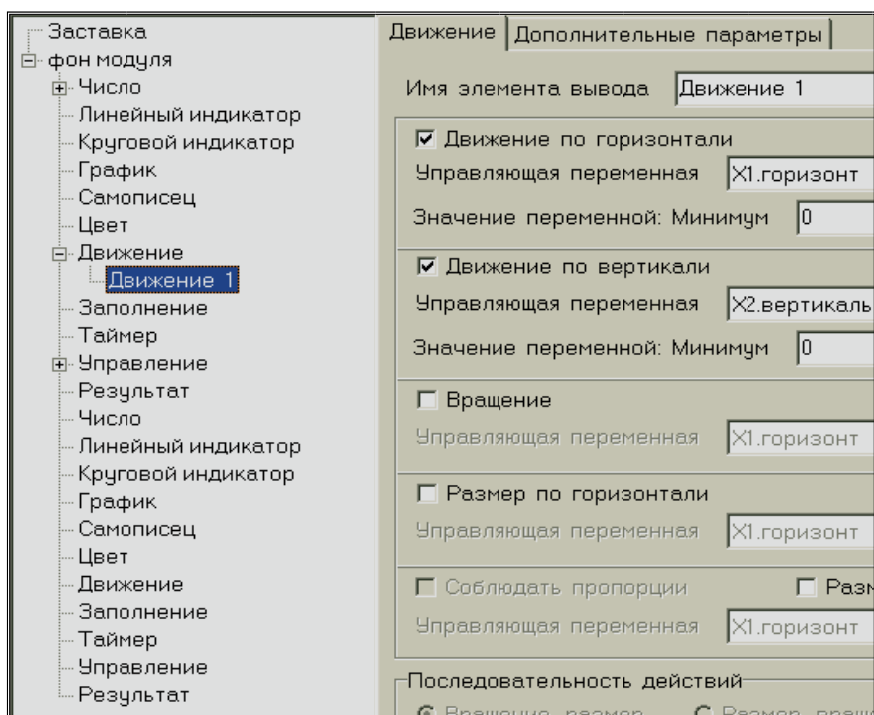 Заставка
фон модуля
Число
Линейный индикатор
Круговой индикатор
График
Самописец
Цвет
Движение
Движение 1
Заполнение
Таймер
Управление
Результат
Число
Линейный индикатор
Круговой индикатор
График
Самописец
Цвет
Движение
Заполнение
Таймер
Управление
Результат
Движение Дополнительные параметры
Имя элемента вывода Движение 1
Движение по горизонтали
Управляющая переменная X1.горизонт
Значение переменной: Минимум 0
Движение по вертикали
Управляющая переменная X2.вертикаль
Значение переменной: Минимум 0
Вращение
Управляющая переменная X1.горизонт
Размер по горизонтали
Управляющая переменная X1.горизонт
Соблюдать пропорции
Управляющая переменная X1.горизонт
Последовательность действий